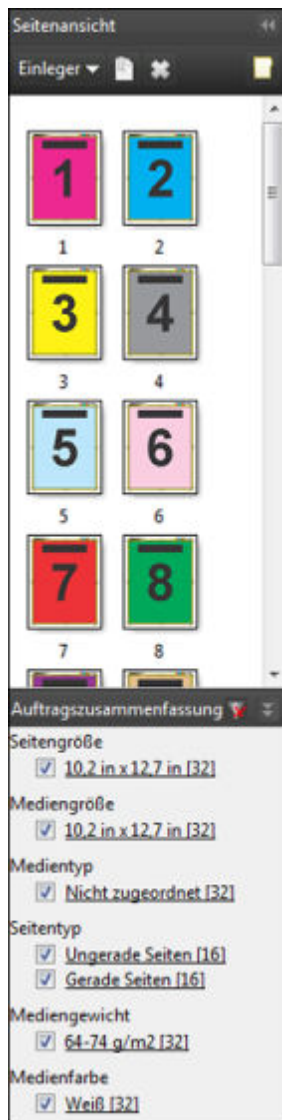 Seitenansicht
Einleger
1 2
1 2
3 4
3 4
5 6
5 6
7 8
7 8
Auftragszusammenfassung
Seitengröße
10,2 in x 12,7 in [32]
Mediengröße
10,2 in x 12,7 in [32]
Medientyp
Nicht zugeordnet [32]
Seitentyp
Ungerade Seiten [16]
Gerade Seiten [16]
Mediengewicht
64-74 g/m2 [32]
Medienfarbe
Weiß [32]